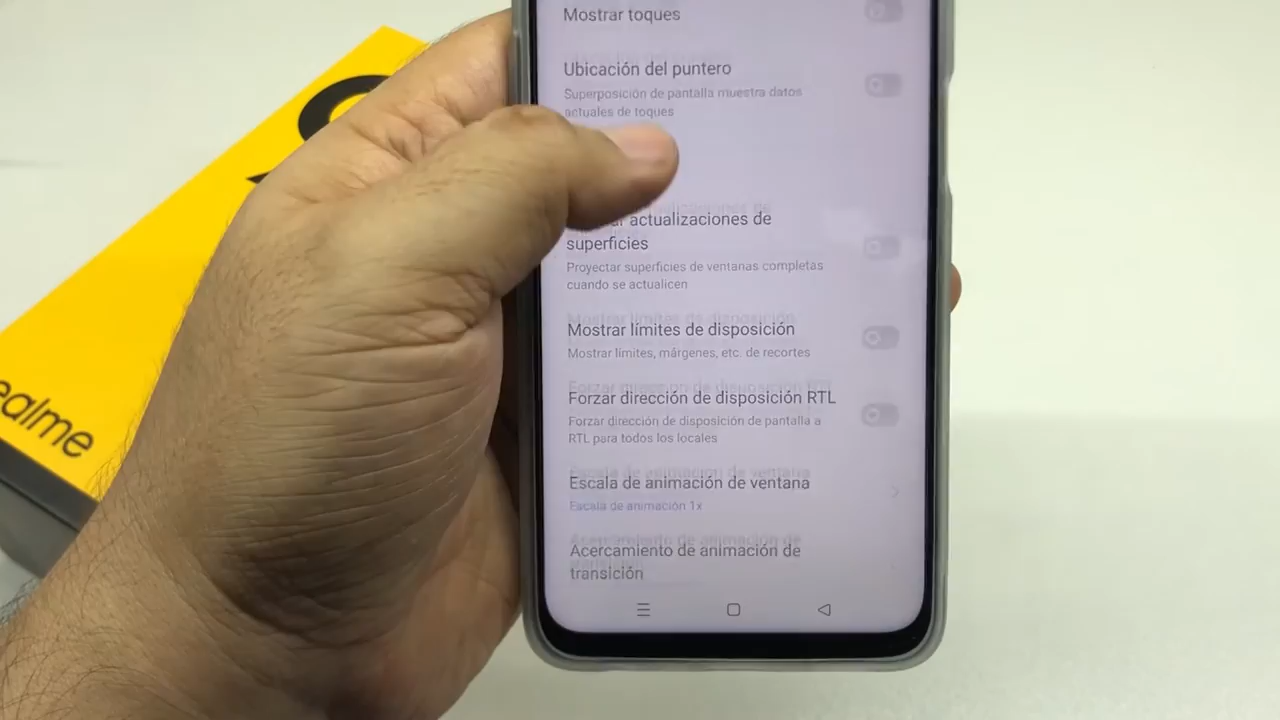 Mostrar toques
Ubicación del puntero
Superposición de pantalla muestra datos
actuales de toques
actualizaciones de
superficies
Proyectar superficies de ventanas completas
cuando se actualicen
Mostrar límites de disposición
Mostrar límites, márgenes, etc. de recortes
Forzar dirección de disposición RTL
Forzar dirección de disposición de pantalla a
RTL para todos los locales
Escala de animación de ventana
Escala de animación 1x
Acercamiento de animación de
transición
realme